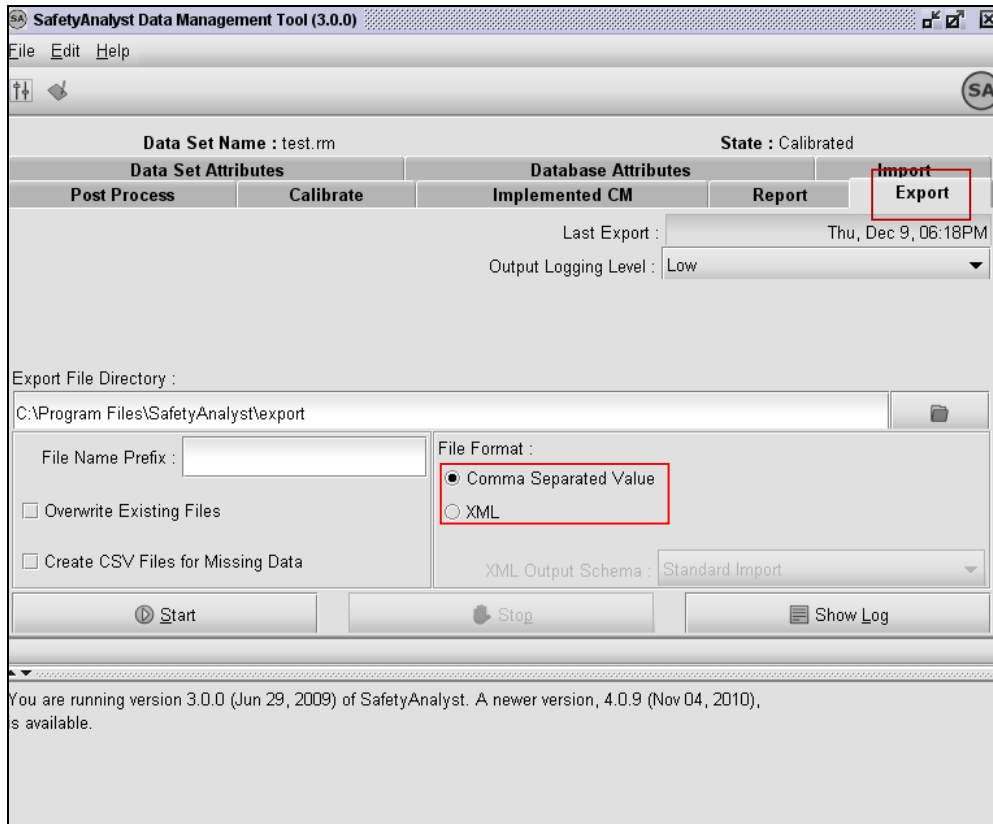 SA SafetyAnalyst Data Management Tool (3.0.0)
File Edit Help
SA
Data Set Name : test.rm State : Calibrated
Data Set Attributes Database Attributes Import
Post Process Calibrate Implemented CM Report Export
Last Export : Thu, Dec 9, 06:18PM
Output Logging Level : Low
Export File Directory :
C:\Program Files\SafetyAnalyst\export
File Name Prefix :
Overwrite Existing Files
Create CSV Files for Missing Data
File Format :
Comma Separated Value
XML
XML Output Schema : Standard Import
Start Stop Show Log
You are running version 3.0.0 (Jun 29, 2009) of SafetyAnalyst. A newer version, 4.0.9 (Nov 04, 2010),
is available.